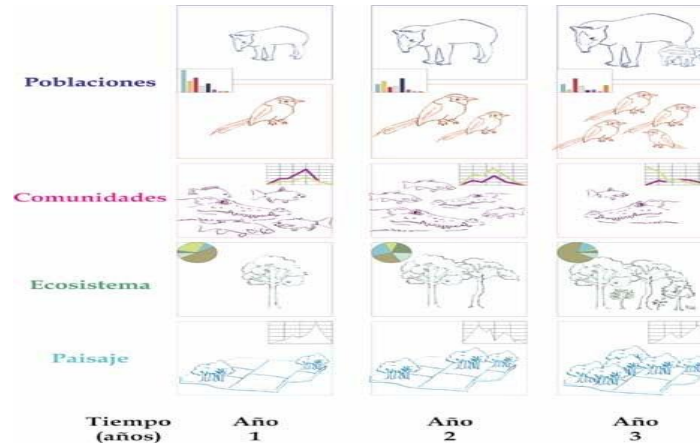 Poblaciones
Comunidades
Ecosistema
Paisaje
Tiempo Año Año Año
(años) 1 2 3